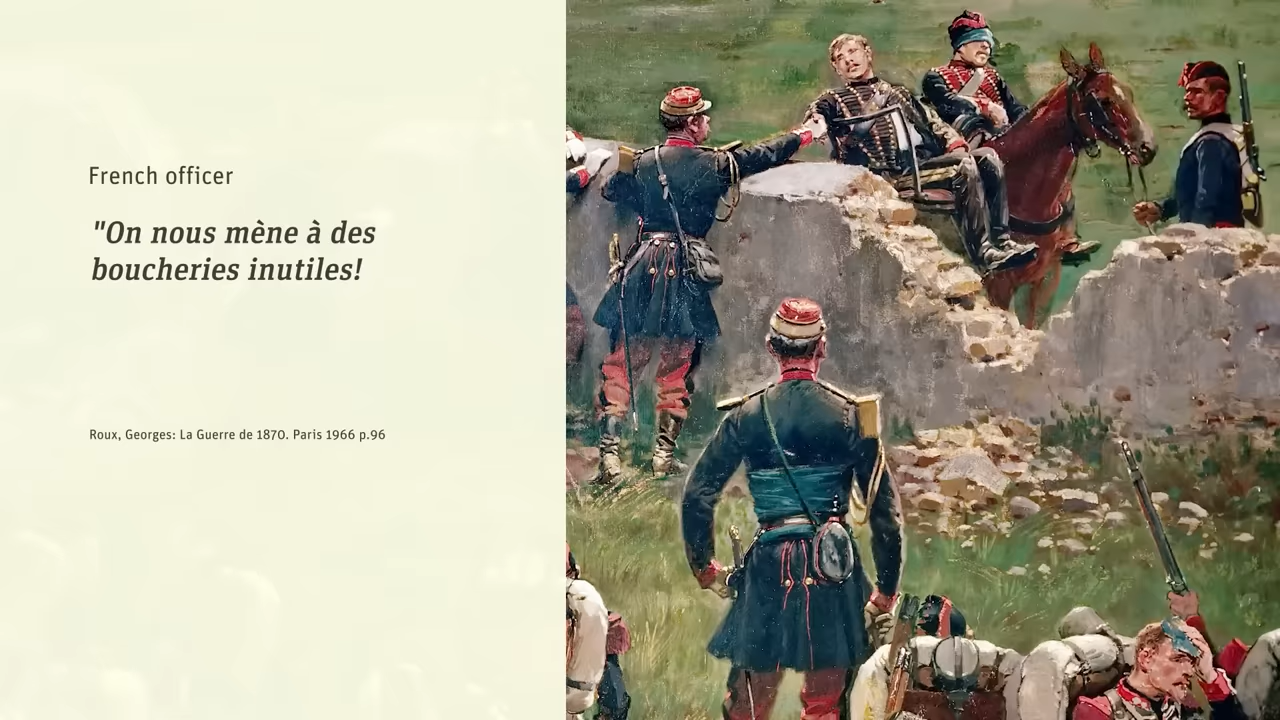 French officer
"On nous mène à des
boucheries inutiles!
Roux, Georges: La Guerre de 1870. Paris 1966 p.96